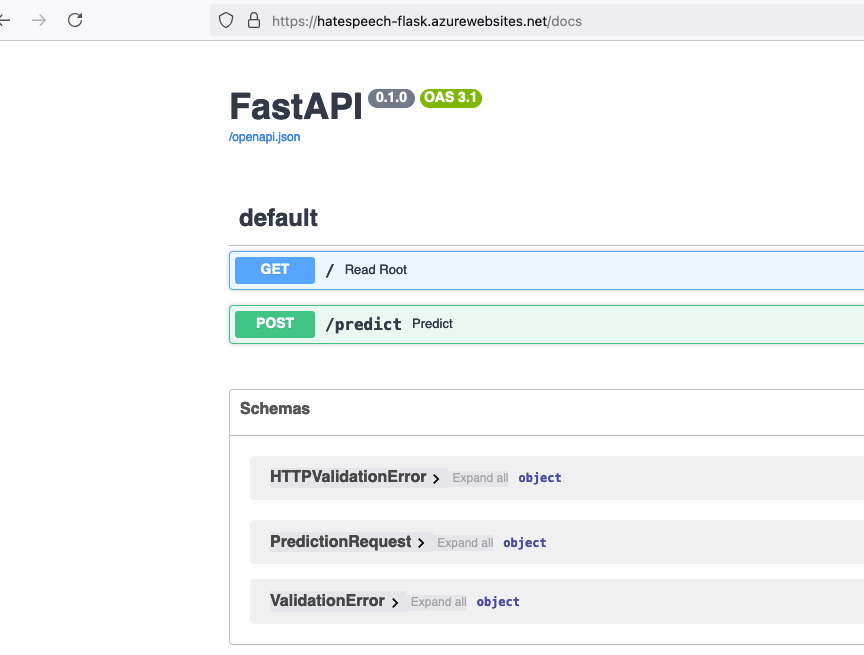 https://hatespeech-flask.azurewebsites.net/docs
FastAPI 0.1.0 OAS 3.1
/openapi.json
default
GET / Read Root
POST /predict Predict
Schemas
HTTPValidationError Expand all object
PredictionRequest Expand all object
ValidationError Expand all object